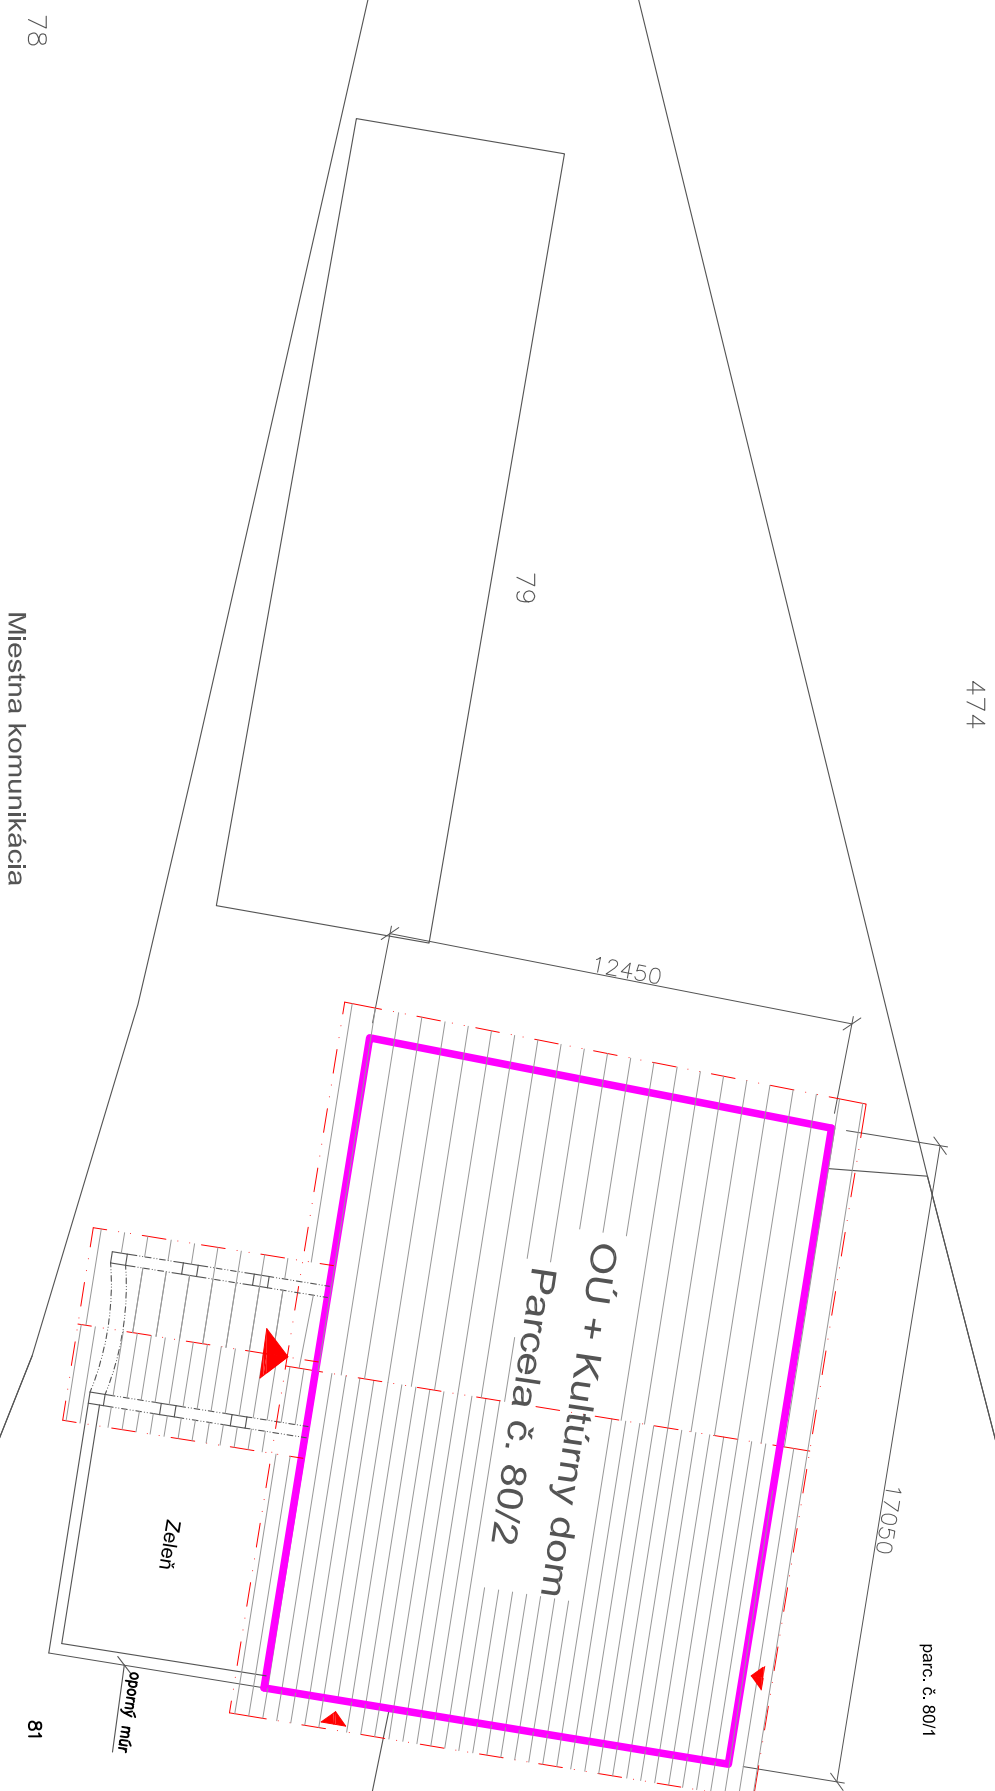 78
Miestna komunikácia
79
474
12450
17050
OÚ + Kultúrny dom
Parcela č. 80/2
parc. č. 80/1
Zeleň
oporný múr
81